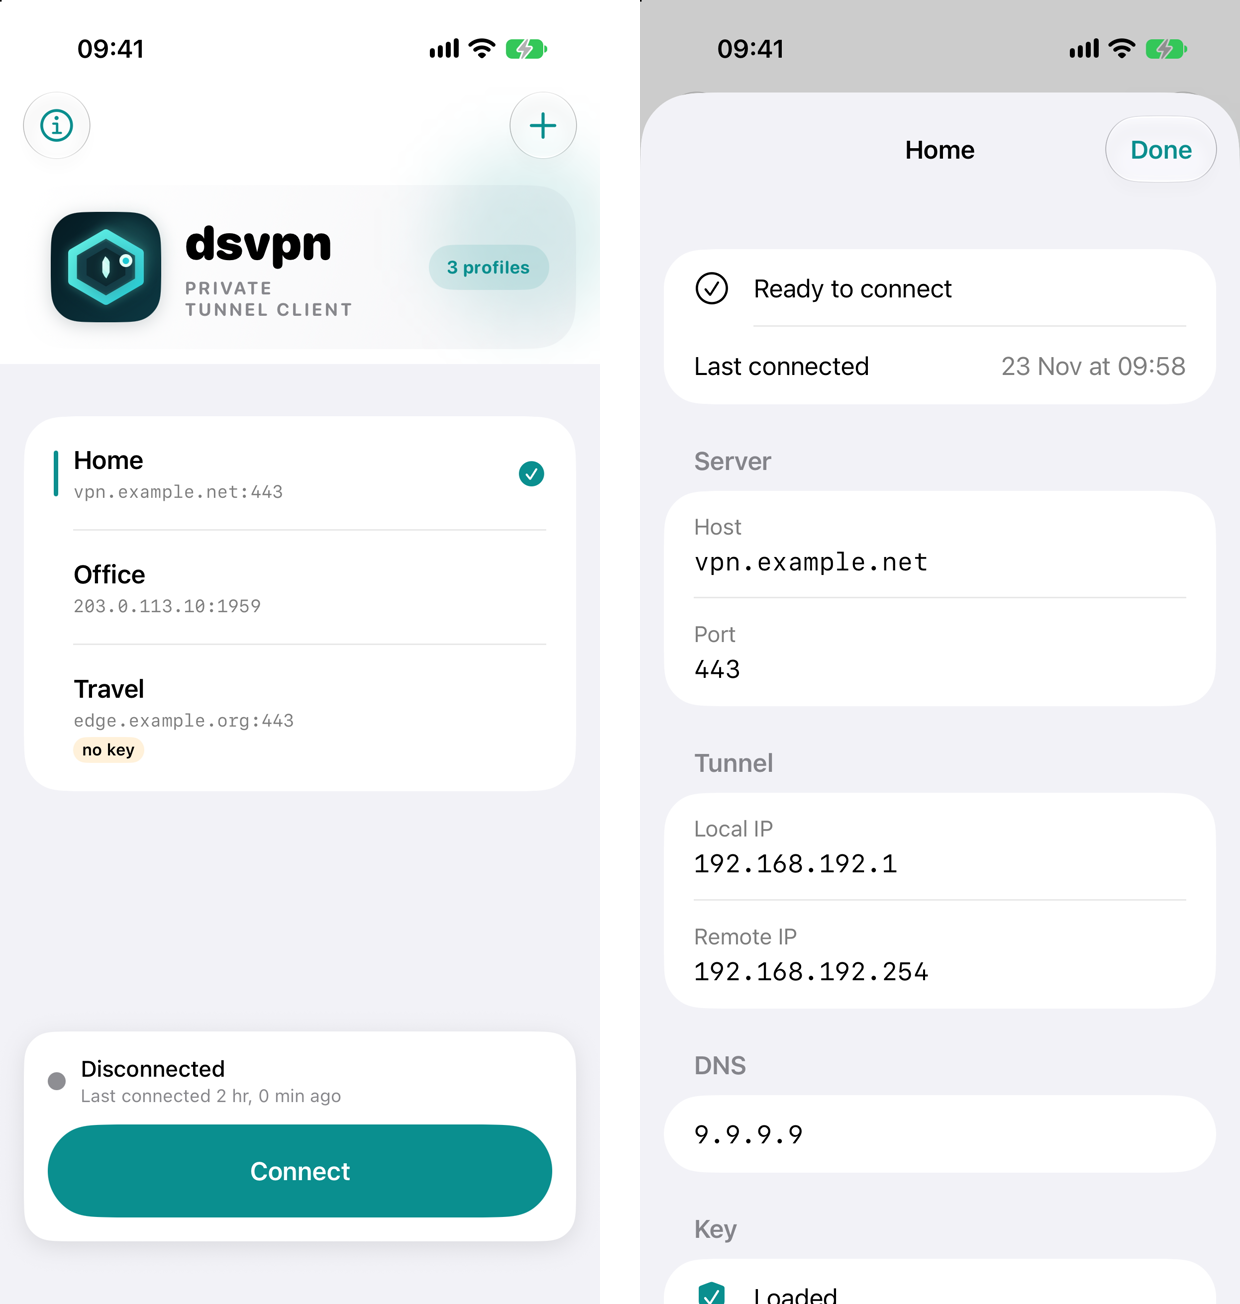 09:41
dsvpn
PRIVATE
TUNNEL CLIENT
3 profiles
Home
vpn.example.net:443
Office
203.0.113.10:1959
Travel
edge.example.org:443
no key
Disconnected
Last connected 2 hr, 0 min ago
Connect
09:41
Home
Done
Ready to connect
Last connected
23 Nov at 09:58
Server
Host
vpn.example.net
Port
443
Tunnel
Local IP
192.168.192.1
Remote IP
192.168.192.254
DNS
9.9.9.9
Key
Loaded